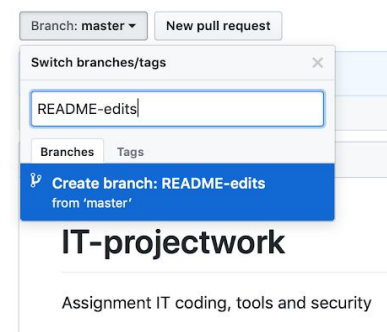 Branch: master
New pull request
Switch branches/tags
README-edits
Branches
Tags
Create branch: README-edits
from ‘master’
IT-projectwork
Assignment IT coding, tools and security